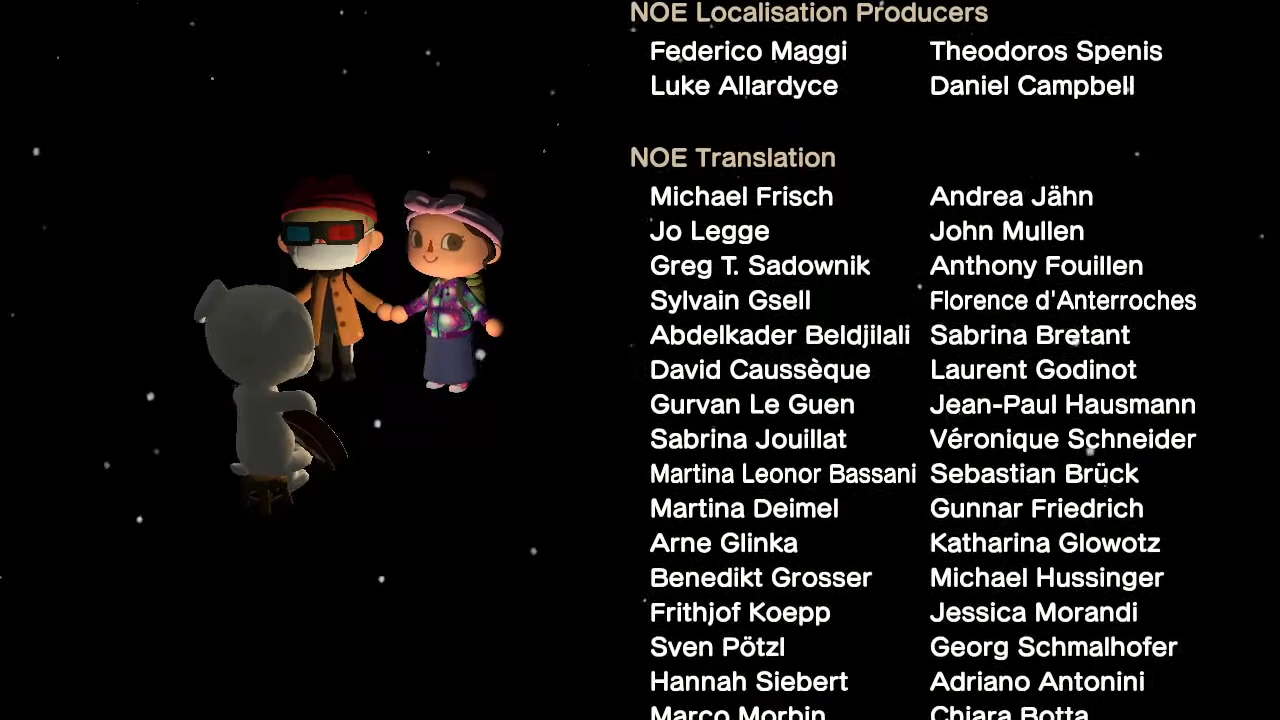 NOE Localisation Producers
Federico Maggi Theodoros Spenis
Luke Allardyce Daniel Campbell
NOE Translation
Michael Frisch Andrea Jähn
Jo Legge John Mullen
Greg T. Sadownik Anthony Fouillen
Sylvain Gsell Florence d'Anterroches
Abdelkader Beldjilali Sabrina Bretant
David Caussèque Laurent Godinot
Gurvan Le Guen Jean-Paul Hausmann
Sabrina Jouillat Véronique Schneider
Martina Leonor Bassani Sebastian Brück
Martina Deimel Gunnar Friedrich
Arne Glinka Katharina Glowotz
Benedikt Grosser Michael Hussinger
Frithjof Koepp Jessica Morandi
Sven Pötzl Georg Schmalhofer
Hannah Siebert Adriano Antonini
Marco Morbin Chiara Botta